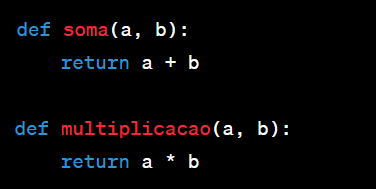 def soma(a, b):
    return a + b
def multiplicacao(a, b):
    return a * b